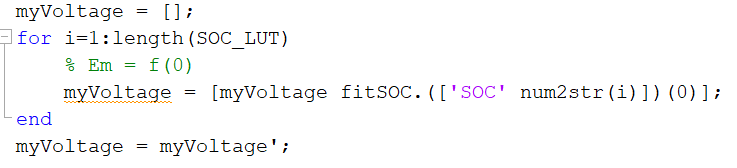 myVoltage = [];
for i=1:length(SOC_LUT)
% Em = f(0)
myVoltage = [myVoltage fitSOC.(['SOC' num2str(i)])(0)];
end
myVoltage = myVoltage';